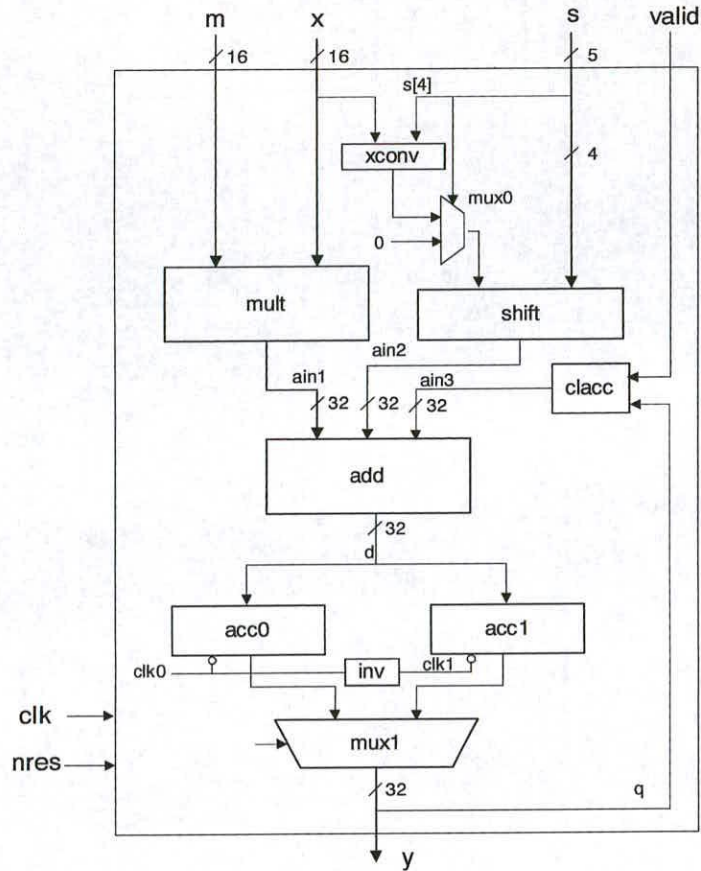 m x s valid
16 16 5
s[4]
xconv 4
mux0
0
mult shift
ain2
ain1 ain3 clacc
32 32 32
add
32
d
acc0 acc1
clk0 inv clk1
clk
mux1
nres
32 q
y